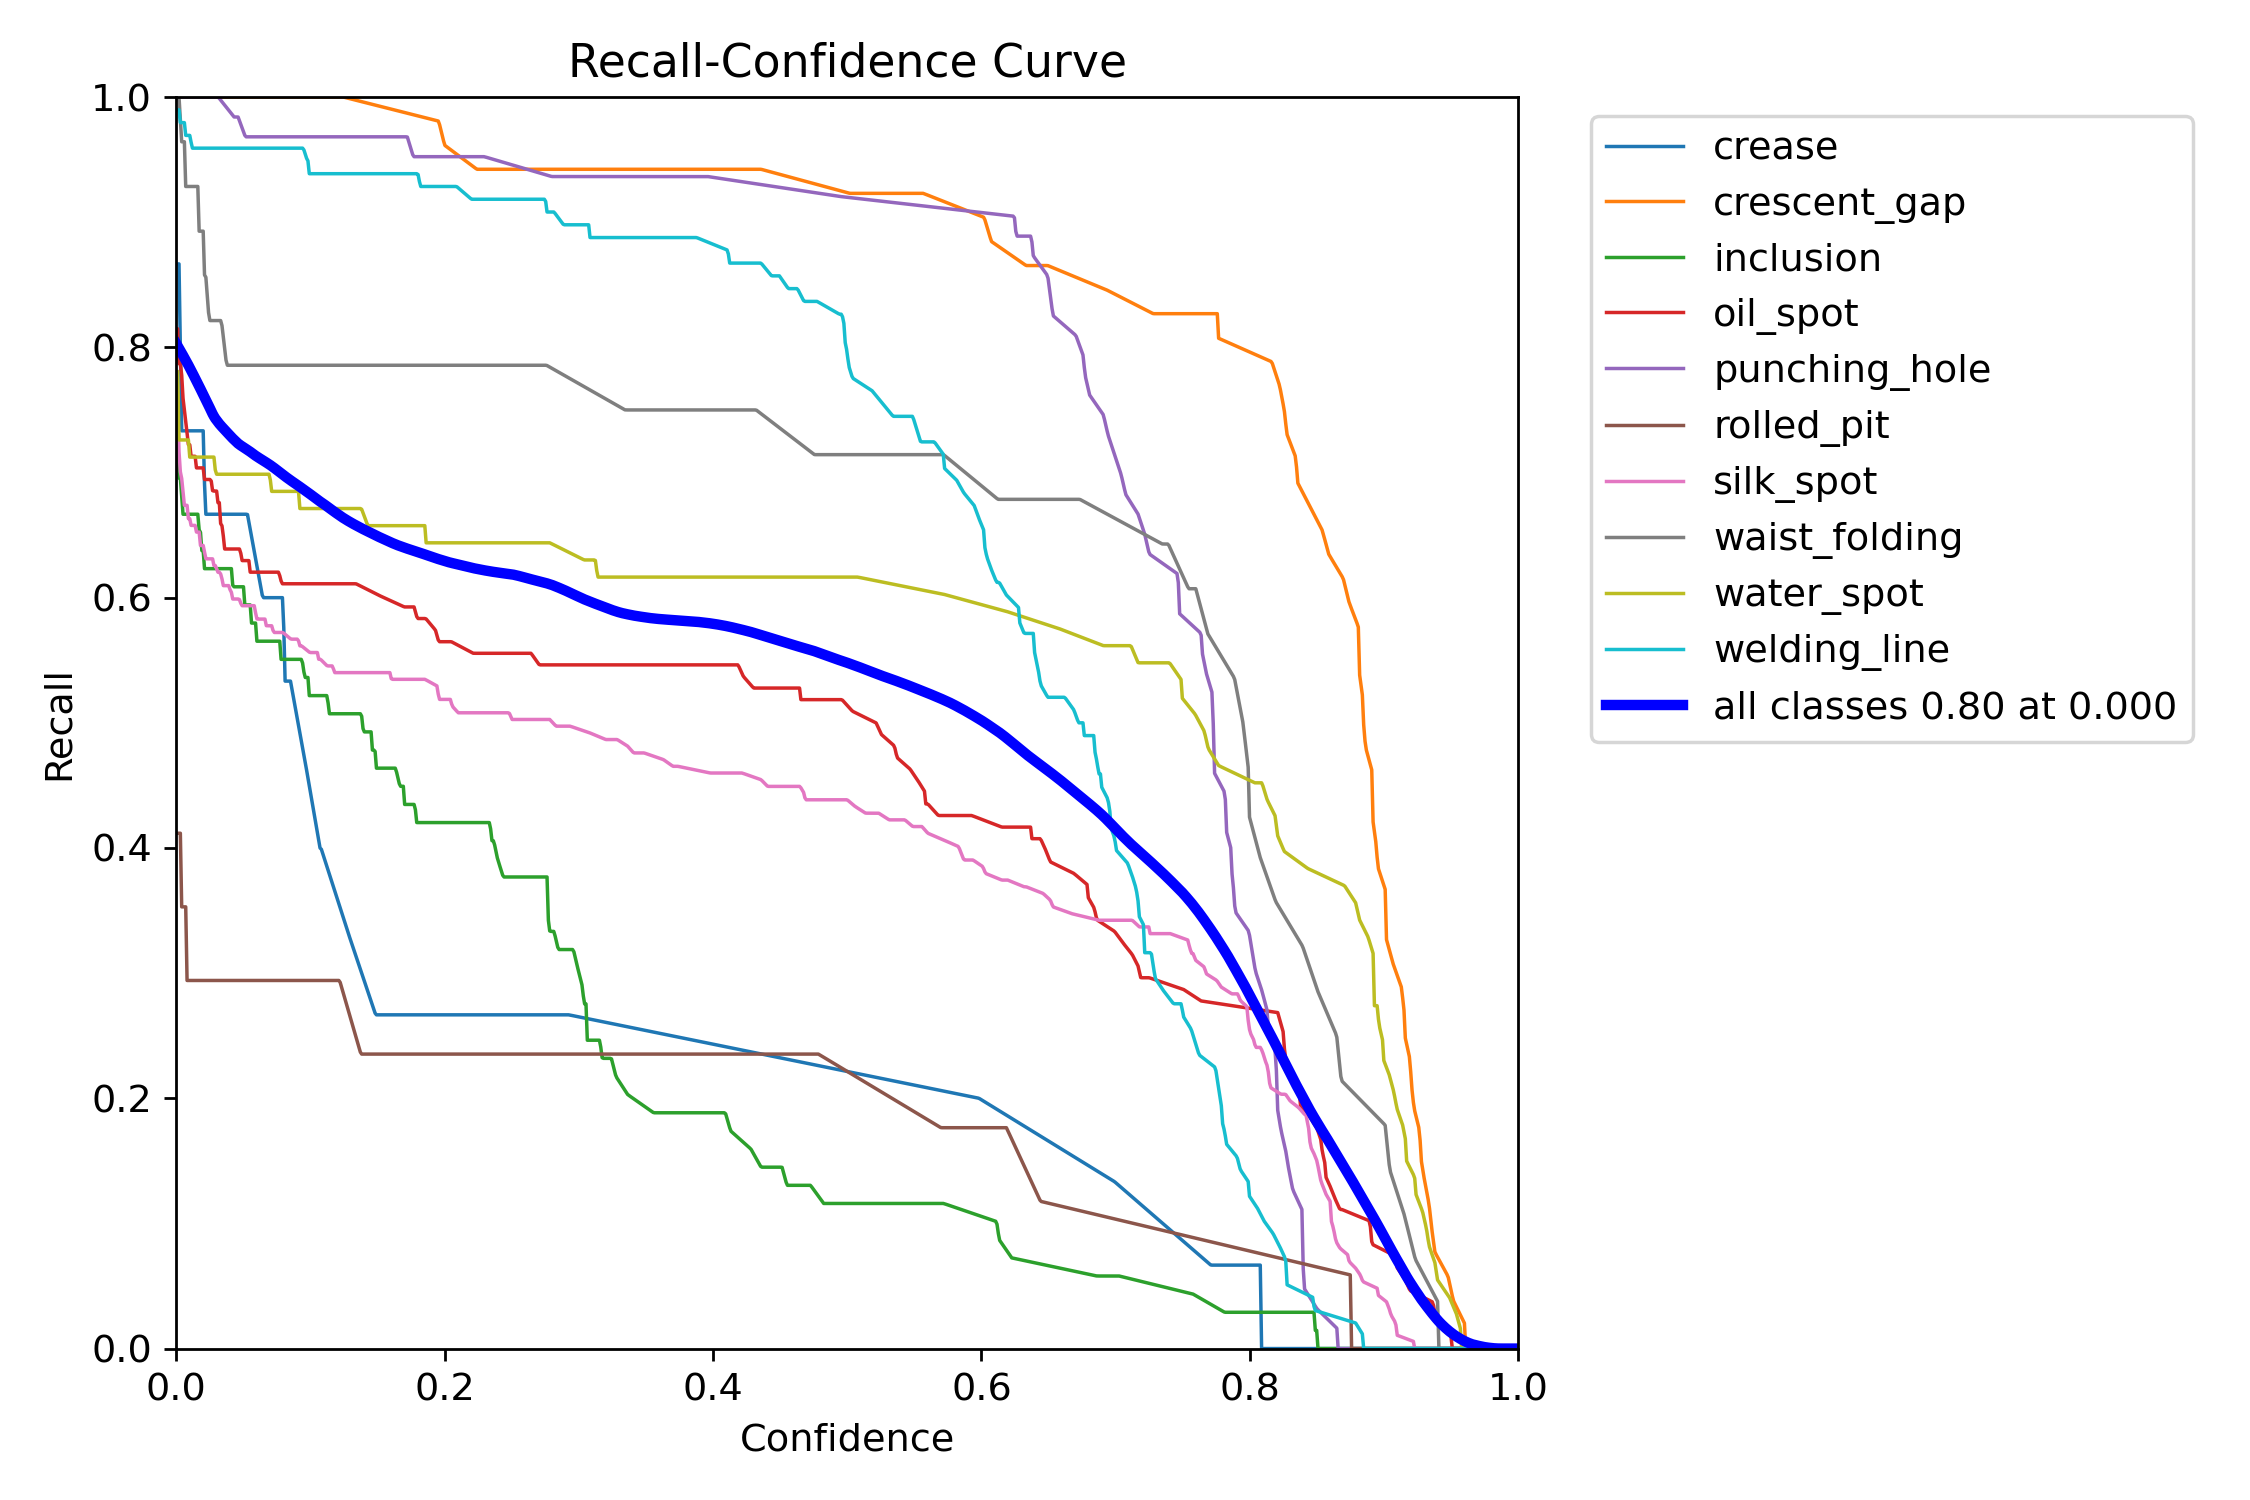 Recall-Confidence Curve
1.0
0.8
0.6
0.4
0.2
0.0
Recall
0.0 0.2 0.4 0.6 0.8 1.0
Confidence
crease
crescent_gap
inclusion
oil_spot
punching_hole
rolled_pit
silk_spot
waist_folding
water_spot
welding_line
all classes 0.80 at 0.000